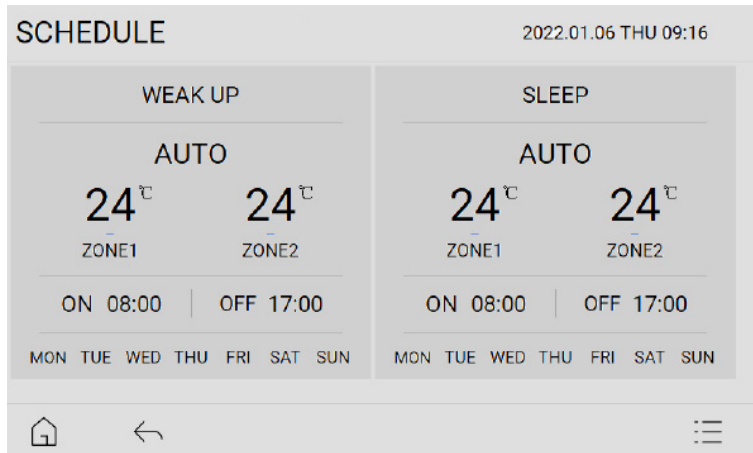 SCHEDULE
2022.01.06 THU 09:16
WEAK UP
AUTO
24℃ 24℃
ZONE1 ZONE2
ON 08:00 OFF 17:00
MON TUE WED THU FRI SAT SUN
SLEEP
AUTO
24℃ 24℃
ZONE1 ZONE2
ON 08:00 OFF 17:00
MON TUE WED THU FRI SAT SUN